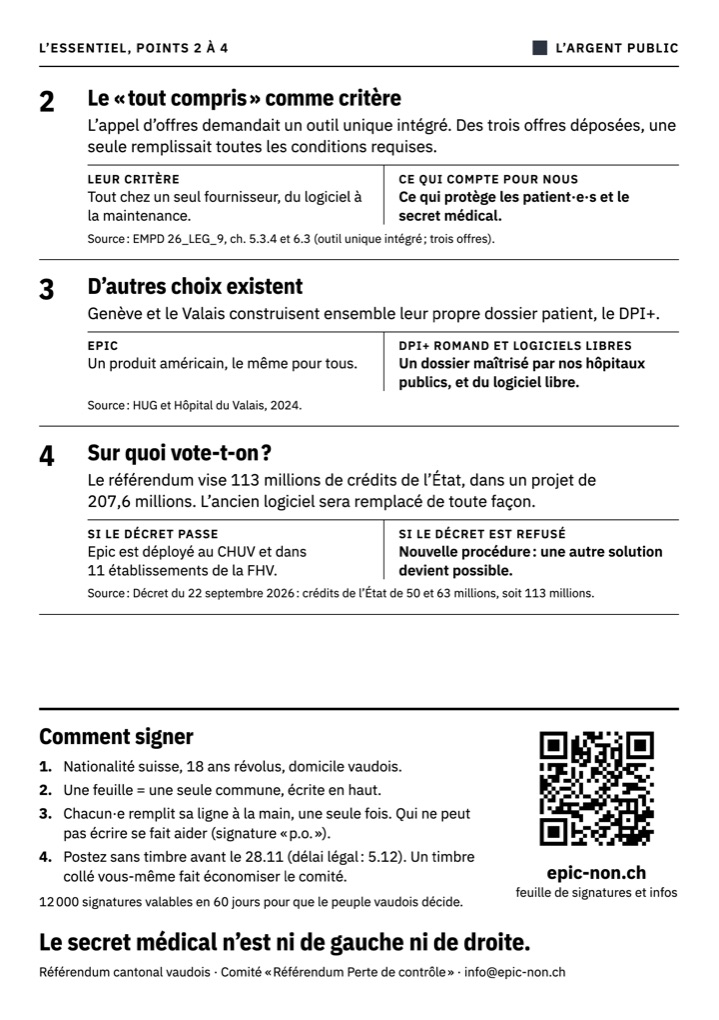 L’ESSENTIEL, POINTS 2 À 4
L’ARGENT PUBLIC
2
Le « tout compris » comme critère
L’appel d’offres demandait un outil unique intégré. Des trois offres déposées, une
seule remplissait toutes les conditions requises.
LEUR CRITÈRE
Tout chez un seul fournisseur, du logiciel à
la maintenance.
CE QUI COMPTE POUR NOUS
Ce qui protège les patient·e·s et le
secret médical.
Source : EMPD 26_LEG_9, ch. 5.3.4 et 6.3 (outil unique intégré ; trois offres).
3
D’autres choix existent
Genève et le Valais construisent ensemble leur propre dossier patient, le DPI+.
EPIC
Un produit américain, le même pour tous.
DPI+ ROMAND ET LOGICIELS LIBRES
Un dossier maîtrisé par nos hôpitaux
publics, et du logiciel libre.
Source : HUG et Hôpital du Valais, 2024.
4
Sur quoi vote-t-on ?
Le référendum vise 113 millions de crédits de l’État, dans un projet de
207,6 millions. L’ancien logiciel sera remplacé de toute façon.
SI LE DÉCRET PASSE
Epic est déployé au CHUV et dans
11 établissements de la FHV.
SI LE DÉCRET EST REFUSÉ
Nouvelle procédure : une autre solution
devient possible.
Source : Décret du 22 septembre 2026 : crédits de l’État de 50 et 63 millions, soit 113 millions.
Comment signer
1. Nationalité suisse, 18 ans révolus, domicile vaudois.
2. Une feuille = une seule commune, écrite en haut.
3. Chacun·e remplit sa ligne à la main, une seule fois. Qui ne peut
pas écrire se fait aider (signature « p.o. »).
4. Postez sans timbre avant le 28.11 (délai légal : 5.12). Un timbre
collé vous-même fait économiser le comité.
12 000 signatures valables en 60 jours pour que le peuple vaudois décide.
epic-non.ch
feuille de signatures et infos
Le secret médical n’est ni de gauche ni de droite.
Référendum cantonal vaudois · Comité « Référendum Perte de contrôle » · info@epic-non.ch